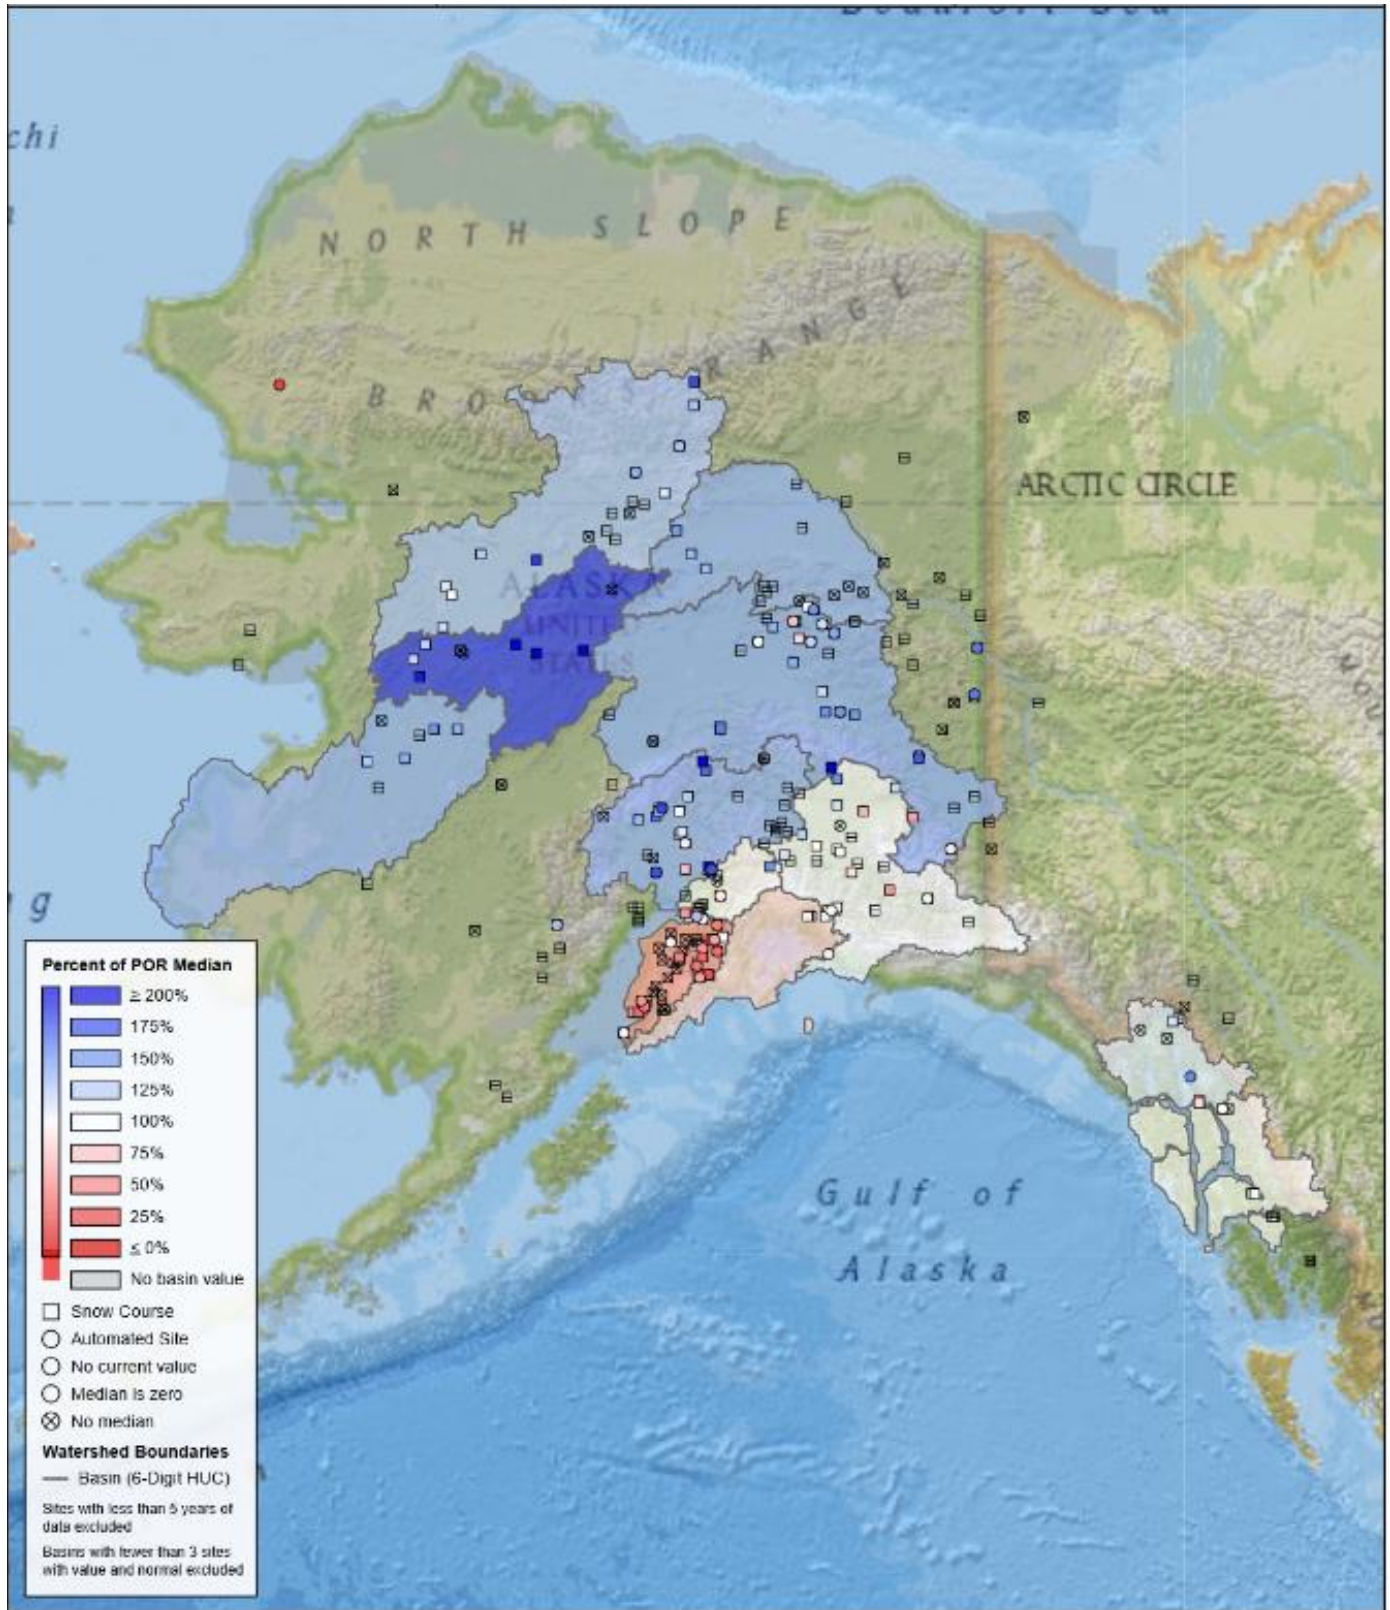 Beaufort Sea
chi
NORTH SLOPE
BROOKS RANGE
ARCTIC CIRCLE
ALASKA
UNITED
STATES
g
Gulf of
Alaska
Percent of POR Median
≥ 200%
175%
150%
125%
100%
75%
50%
25%
≤ 0%
No basin value
Snow Course
Automated Site
No current value
Median is zero
No median
Watershed Boundaries
Basin (6-Digit HUC)
Sites with less than 5 years of
data excluded
Basins with fewer than 3 sites
with value and normal excluded